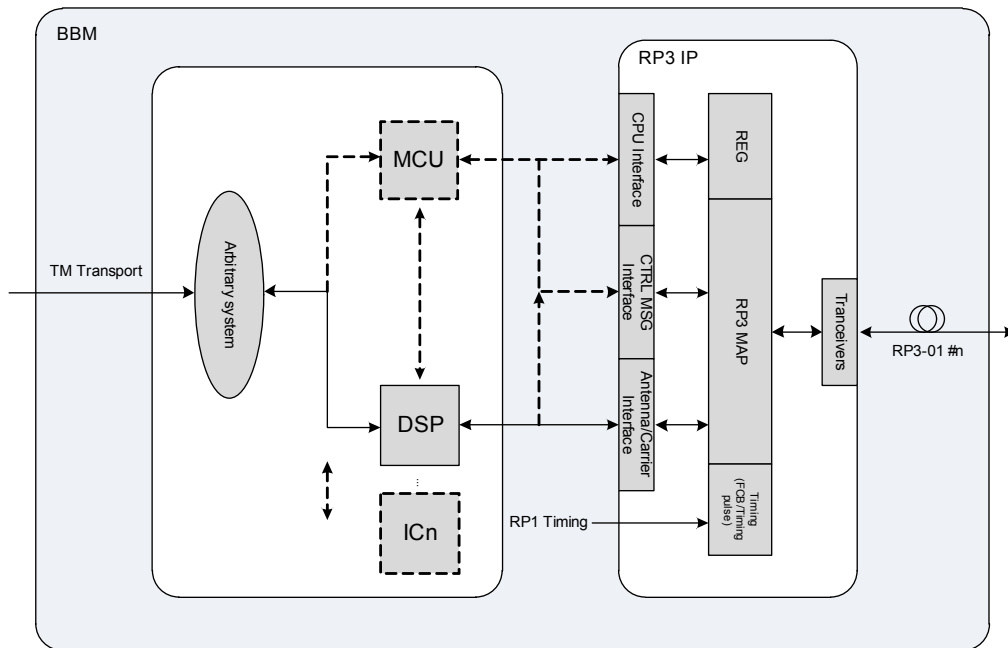 BBM
RP3 IP
MCU
CPU Interface
REG
Arbitrary system
TM Transport
CTRL MSG
Interface
RP3 MAP
Tranceivers
RP3-01 #n
DSP
Antenna/Carrier
Interface
...
ICn
RP1 Timing
Timing
(FCB/Timing
pulse)